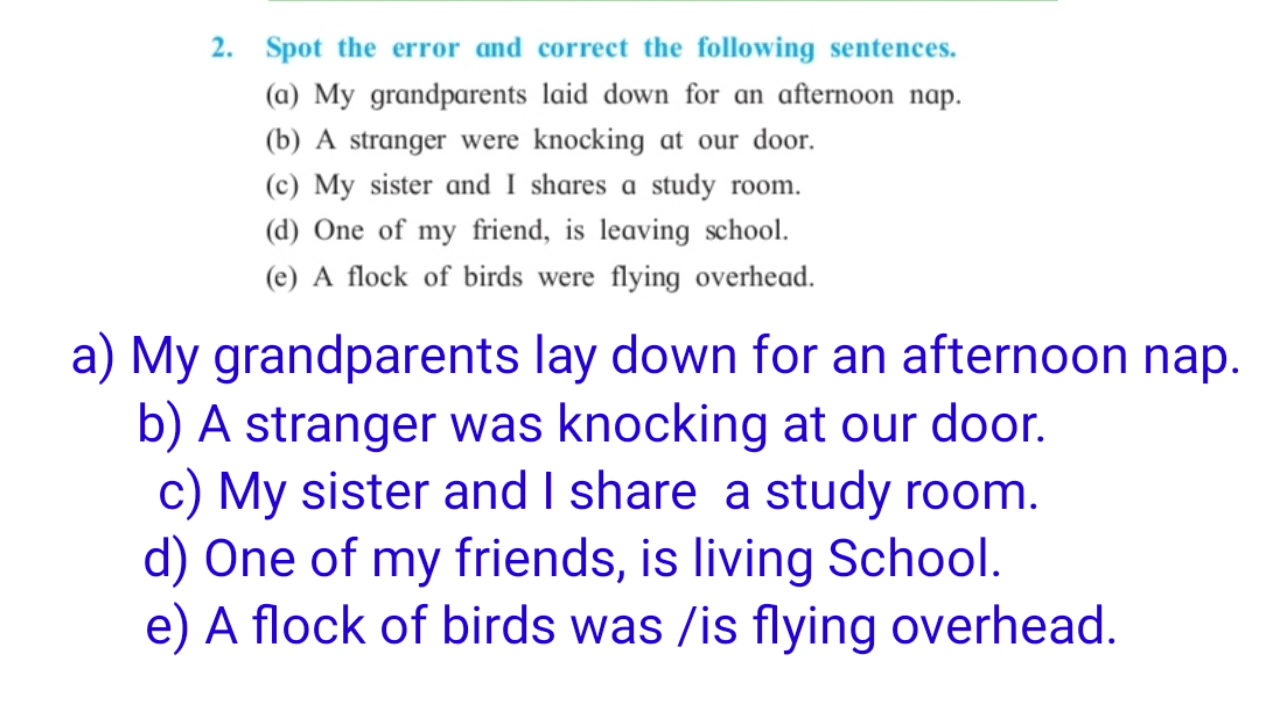 2. Spot the error and correct the following sentences.
(a) My grandparents laid down for an afternoon nap.
(b) A stranger were knocking at our door.
(c) My sister and I shares a study room.
(d) One of my friend, is leaving school.
(e) A flock of birds were flying overhead.
a) My grandparents lay down for an afternoon nap.
b) A stranger was knocking at our door.
c) My sister and I share a study room.
d) One of my friends, is living School.
e) A flock of birds was /is flying overhead.